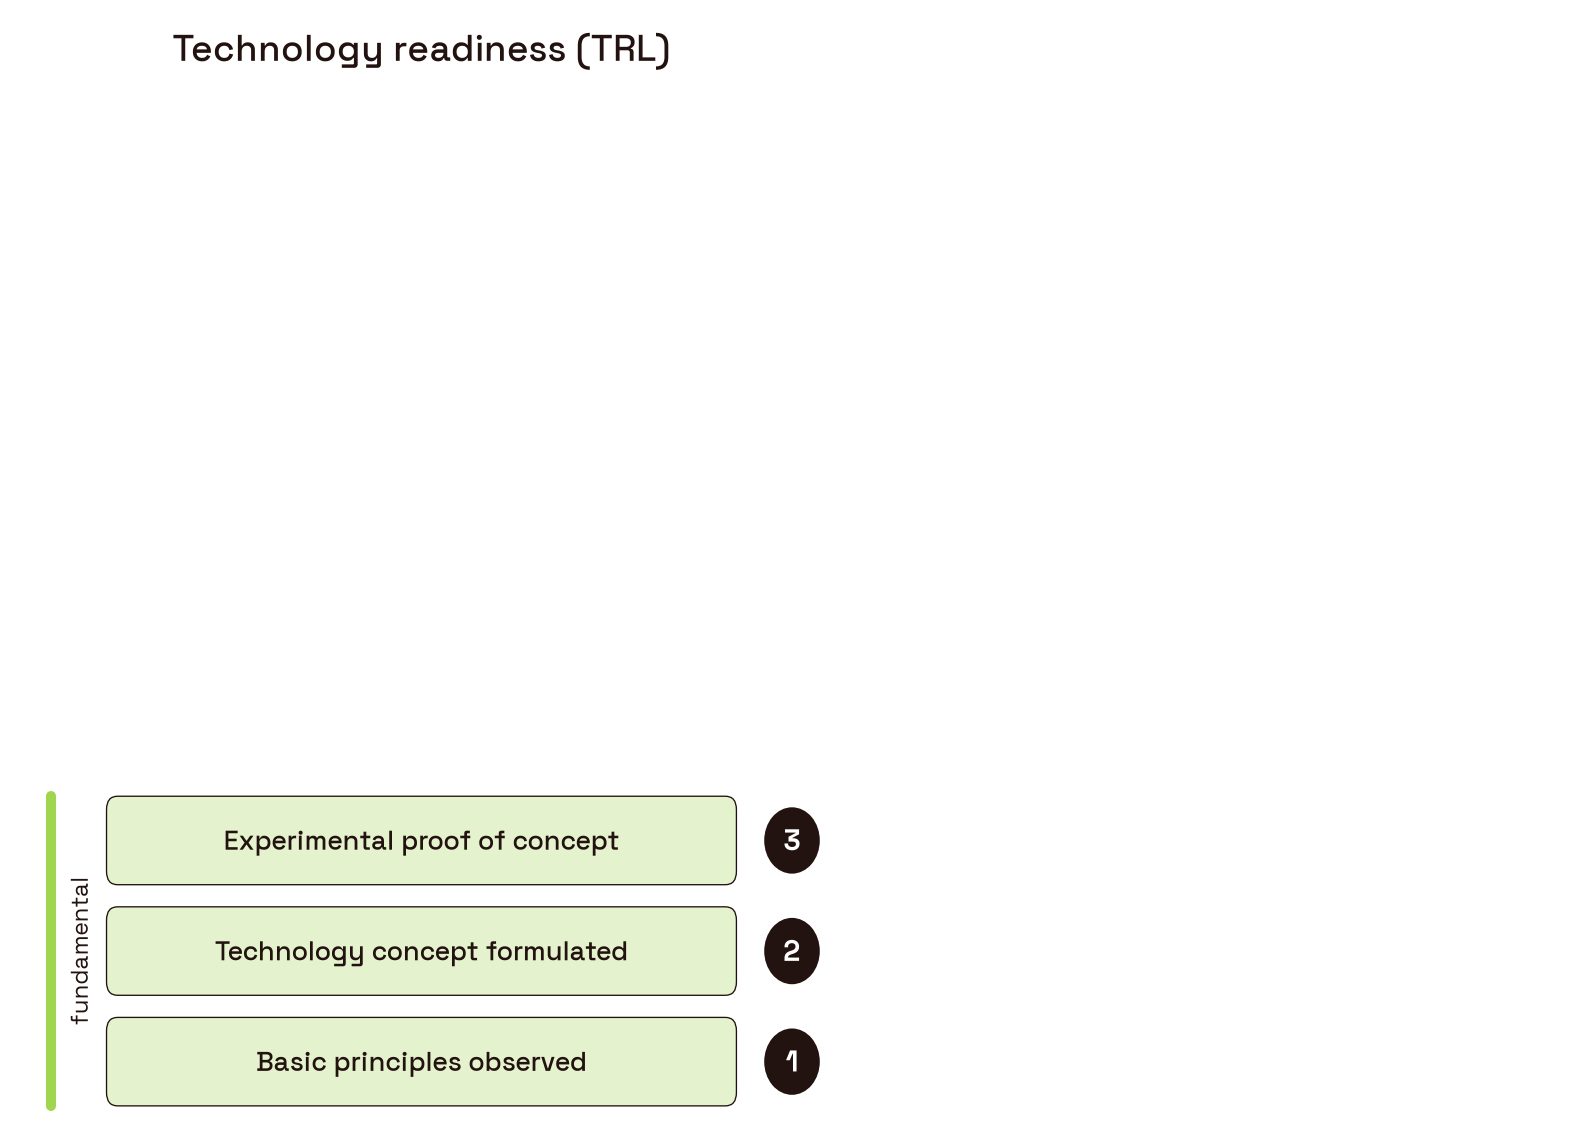 Technology readiness (TRL)
Experimental proof of concept 3
fundamental
Technology concept formulated 2
Basic principles observed 1